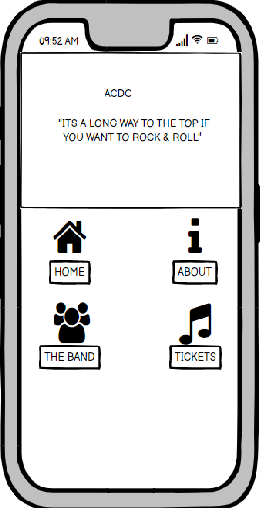 09:52 AM
ACDC
"ITS A LONG WAY TO THE TOP IF
YOU WANT TO ROCK & ROLL"
HOME
ABOUT
THE BAND
TICKETS